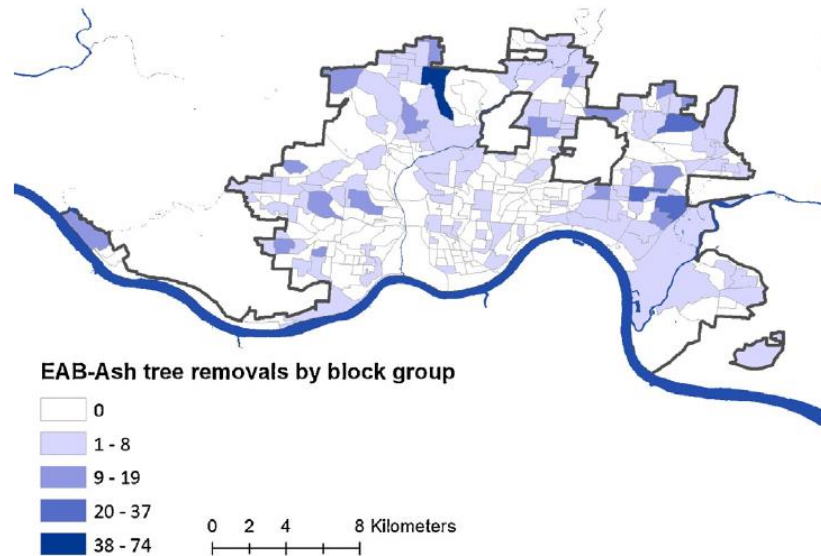 EAB-Ash tree removals by block group
0
1 - 8
9 - 19
20 - 37
38 - 74
0 2 4 8 Kilometers